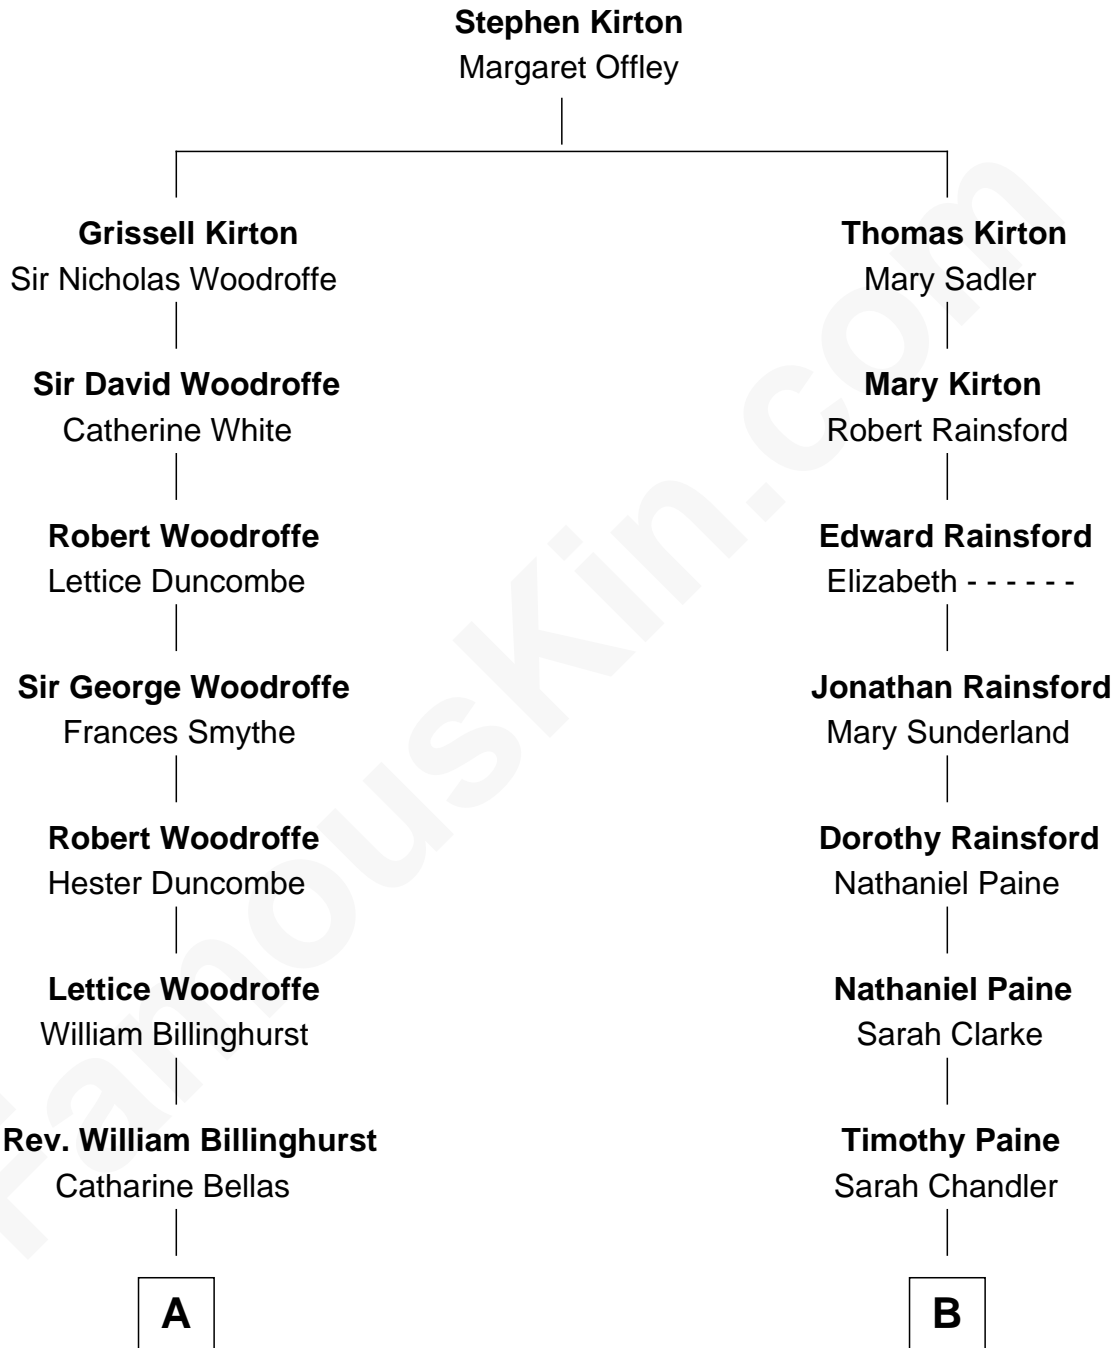 Stephen Kirton
Margaret Offley
Grissell Kirton
Sir Nicholas Woodroffe
Sir David Woodroffe
Catherine White
Robert Woodroffe
Lettice Duncombe
Sir George Woodroffe
Frances Smythe
Robert Woodroffe
Hester Duncombe
Lettice Woodroffe
William Billinghurst
Rev. William Billinghurst
Catharine Bellas
A
Thomas Kirton
Mary Sadler
Mary Kirton
Robert Rainsford
Edward Rainsford
Elizabeth - - - - - -
Jonathan Rainsford
Mary Sunderland
Dorothy Rainsford
Nathaniel Paine
Nathaniel Paine
Sarah Clarke
Timothy Paine
Sarah Chandler
B
FamousKin.com